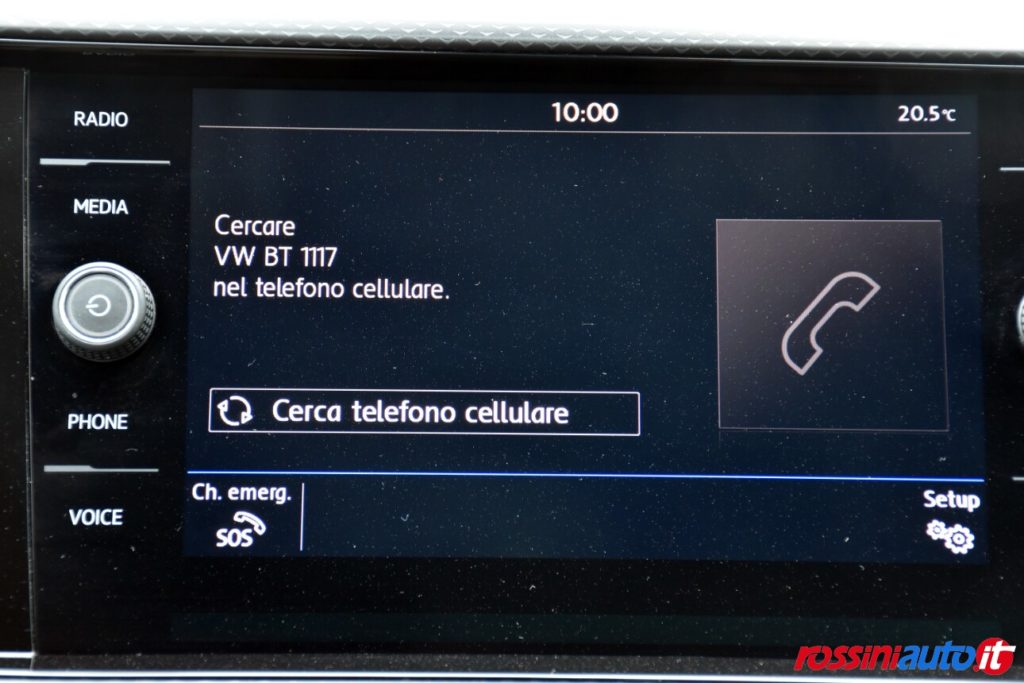 RADIO
MEDIA
PHONE
VOICE
10:00
20.5°C
Cercare
VW BT 1117
nel telefono cellulare.
Cerca telefono cellulare
Ch. emerg.
SOS
Setup
rossiniauto.it